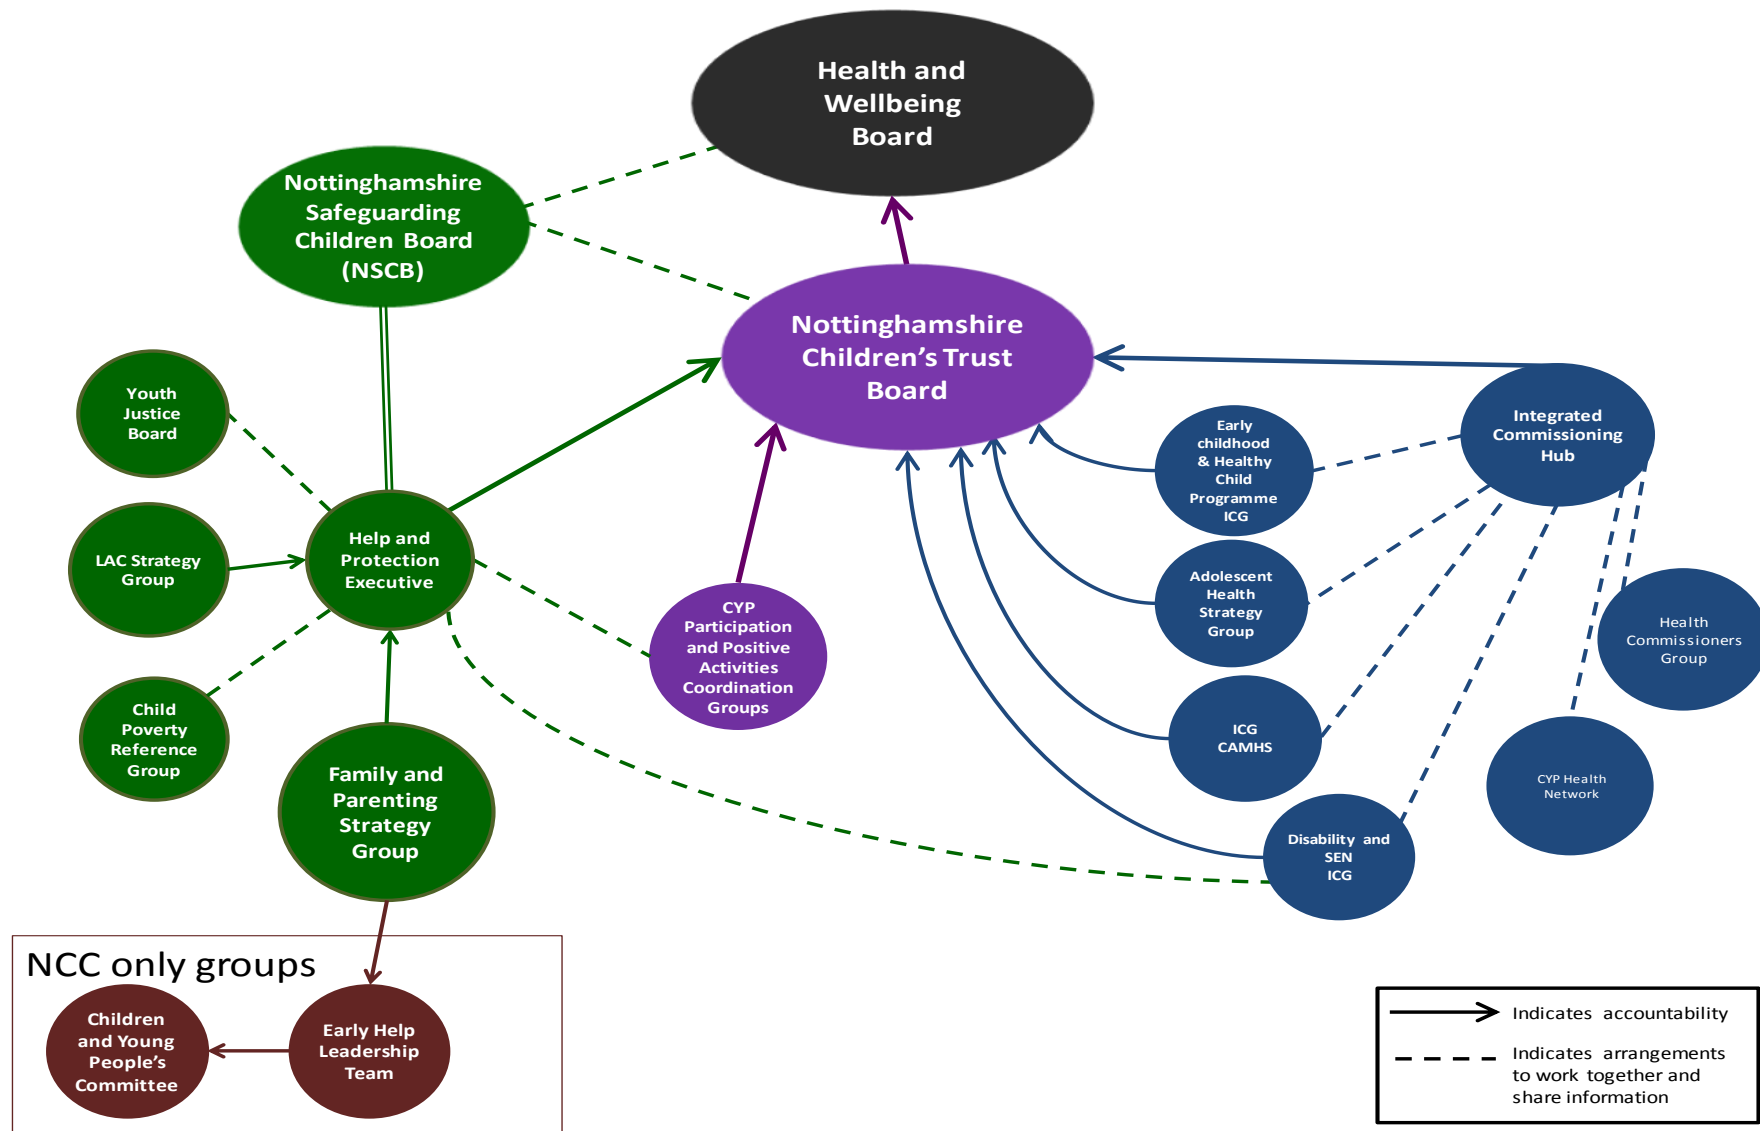 Health and
Wellbeing
Board
Nottinghamshire
Safeguarding
Children Board
(NSCB)
Nottinghamshire
Children’s Trust
Board
Youth
Justice
Board
LAC Strategy
Group
Child
Poverty
Reference
Group
Help and
Protection
Executive
Family and
Parenting
Strategy
Group
CYP
Participation
and Positive
Activities
Coordination
Groups
Early
childhood
& Healthy
Child
Programme
ICG
Adolescent
Health
Strategy
Group
ICG
CAMHS
Disability and
SEN
ICG
Integrated
Commissioning
Hub
Health
Commissioners
Group
CYP Health
Network
NCC only groups
Children
and Young
People’s
Committee
Early Help
Leadership
Team
Indicates accountability
Indicates arrangements
to work together and
share information